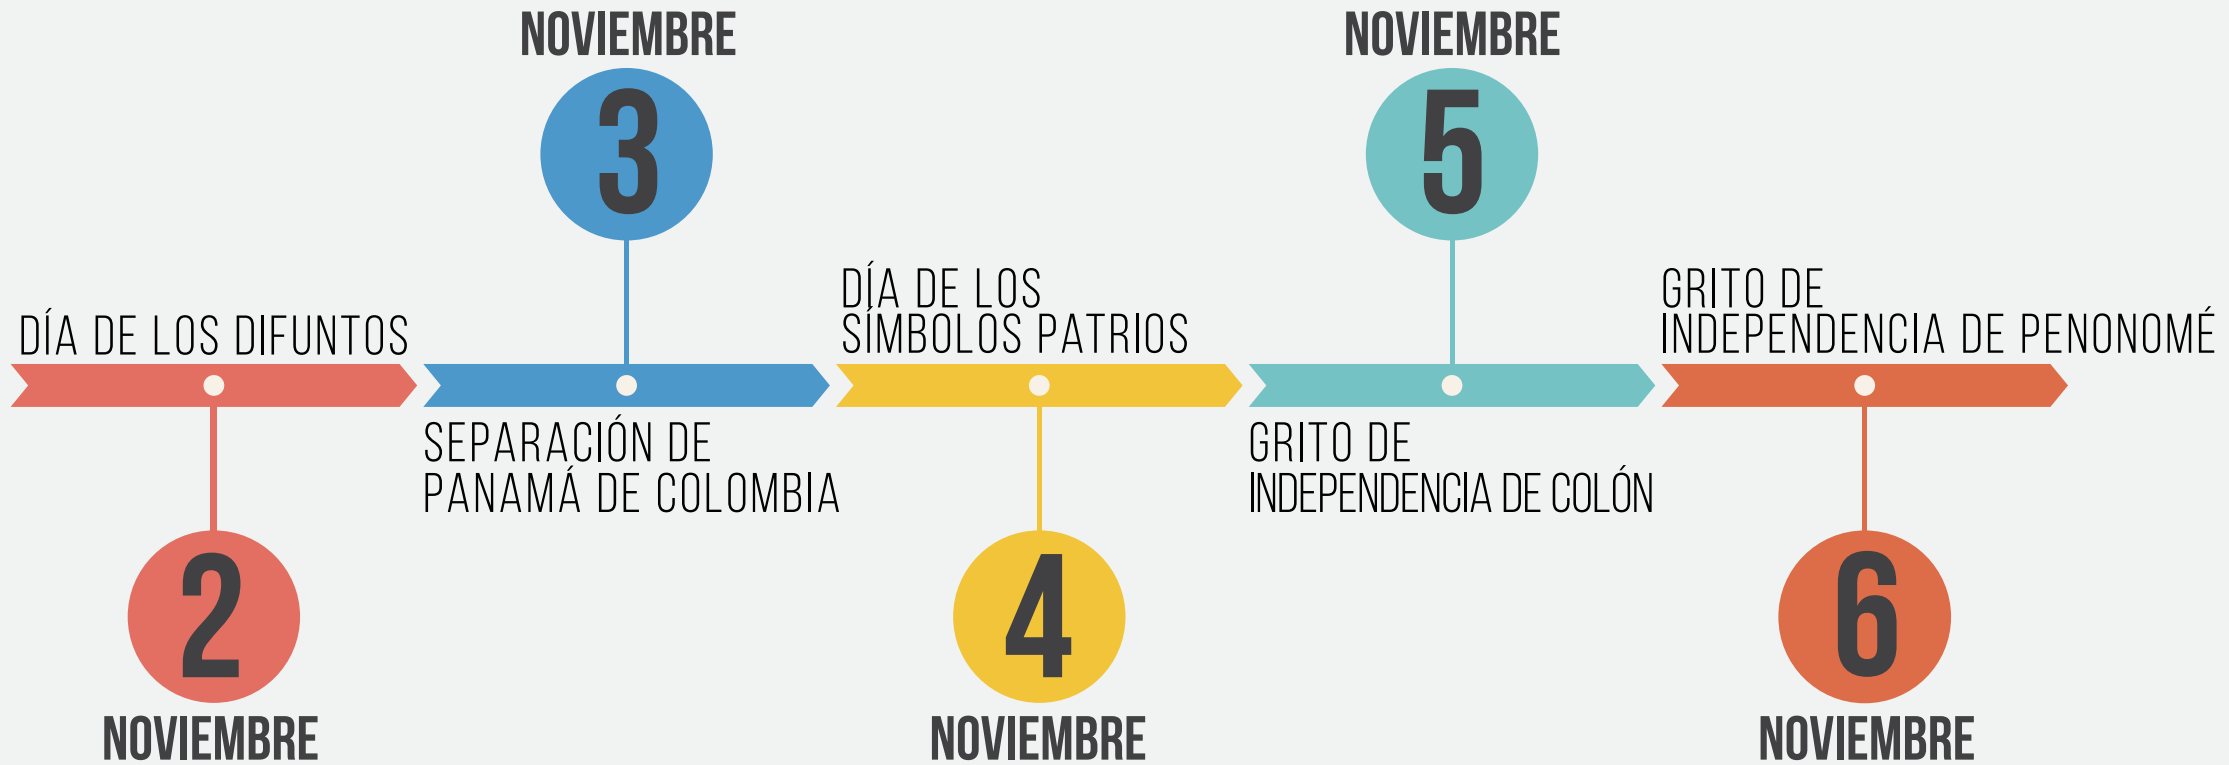 DÍA DE LOS DIFUNTOS
2
NOVIEMBRE
NOVIEMBRE
3
SEPARACIÓN DE
PANAMÁ DE COLOMBIA
DÍA DE LOS
SÍMBOLOS PATRIOS
4
NOVIEMBRE
NOVIEMBRE
5
GRITO DE
INDEPENDENCIA DE COLÓN
GRITO DE
INDEPENDENCIA DE PENONOMÉ
6
NOVIEMBRE